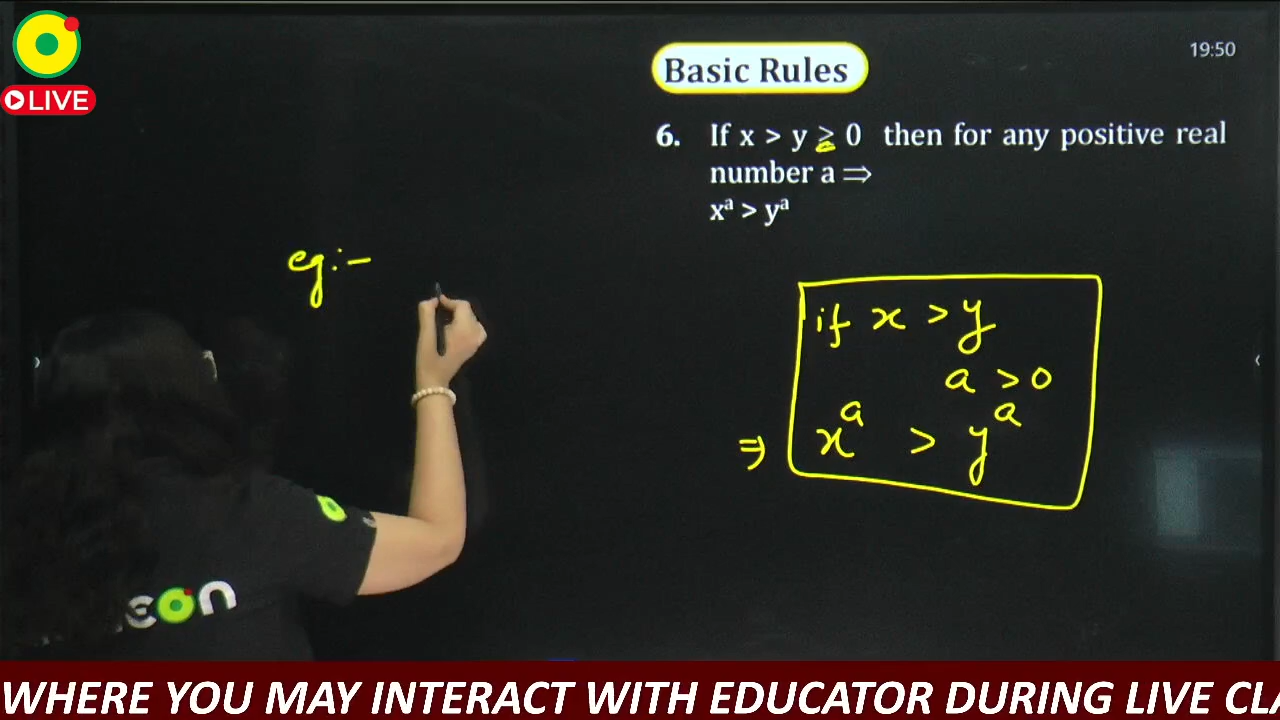 LIVE
19:50
Basic Rules
6. If x > y ≥ 0 then for any positive real
number a ⇒
xᵃ > yᵃ
eg:-
if x > y
a > 0
⇒ xᵃ > yᵃ
eon
WHERE YOU MAY INTERACT WITH EDUCATOR DURING LIVE CLA